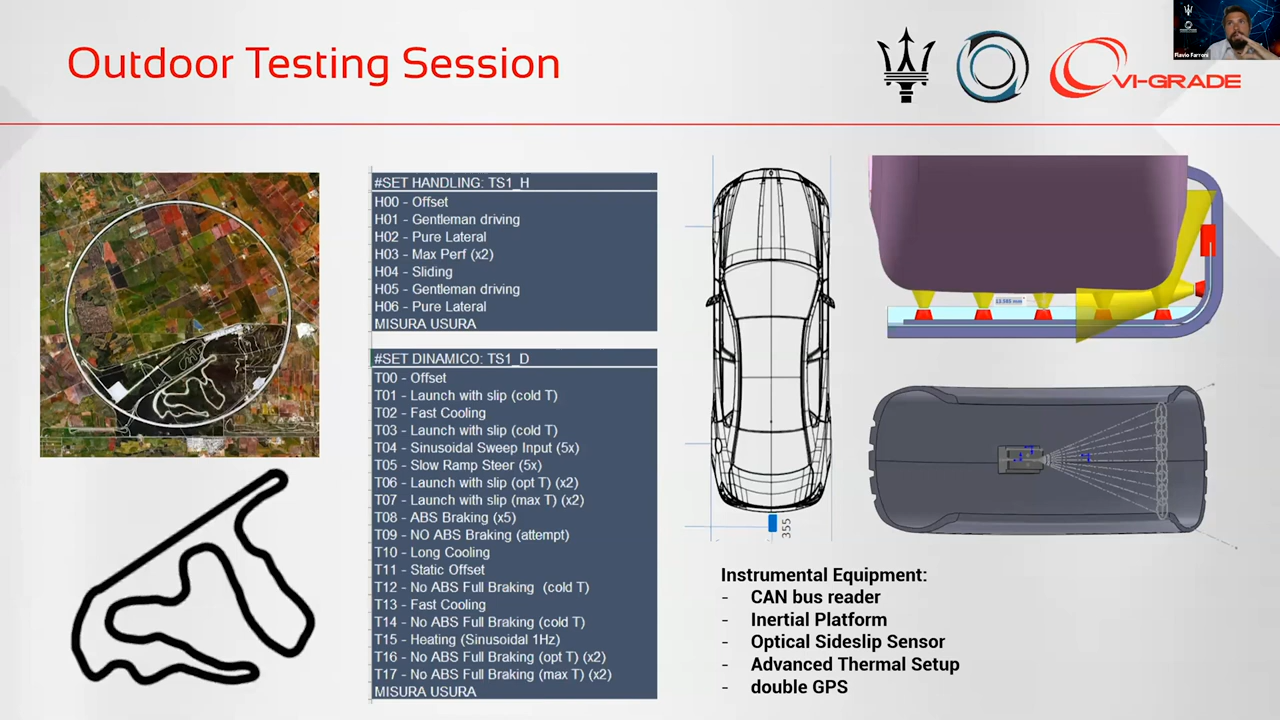 Outdoor Testing Session
VI-GRADE
Flavio Farroni
#SET HANDLING: TS1_H
H00 - Offset
H01 - Gentleman driving
H02 - Pure Lateral
H03 - Max Perf (x2)
H04 - Sliding
H05 - Gentleman driving
H06 - Pure Lateral
MISURA USURA
#SET DINAMICO: TS1_D
T00 - Offset
T01 - Launch with slip (cold T)
T02 - Fast Cooling
T03 - Launch with slip (cold T)
T04 - Sinusoidal Sweep Input (5x)
T05 - Slow Ramp Steer (5x)
T06 - Launch with slip (opt T) (x2)
T07 - Launch with slip (max T) (x2)
T08 - ABS Braking (x5)
T09 - NO ABS Braking (attempt)
T10 - Long Cooling
T11 - Static Offset
T12 - No ABS Full Braking  (cold T)
T13 - Fast Cooling
T14 - No ABS Full Braking (cold T)
T15 - Heating (Sinusoidal 1Hz)
T16 - No ABS Full Braking (opt T) (x2)
T17 - No ABS Full Braking (max T) (x2)
MISURA USURA
355
Instrumental Equipment:
- CAN bus reader
- Inertial Platform
- Optical Sideslip Sensor
- Advanced Thermal Setup
- double GPS